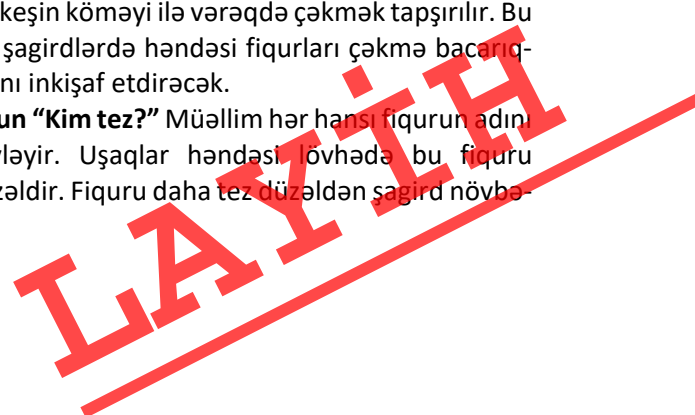 keşin köməyi ilə vərəqdə çəkmək tapşırılır. Bu
şagirdlərdə həndəsi fiqurları çəkmə bacarıq-
nı inkişaf etdirəcək.
un “Kim tez?” Müəllim hər hansı fiqurun adını
ləyir. Uşaqlar həndəsi lövhədə bu fiquru
zəldir. Fiquru daha tez düzəldən şagird növbə-
LAYİH